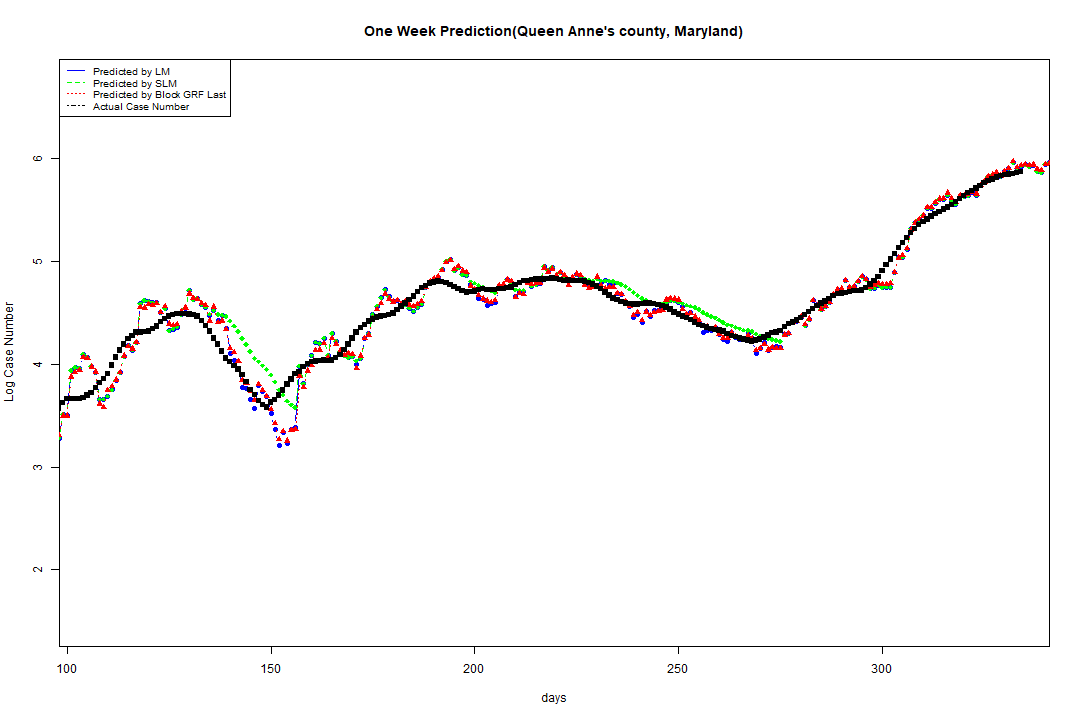 One Week Prediction(Queen Anne's county, Maryland)
Predicted by LM
Predicted by SLM
Predicted by Block GRF Last
Actual Case Number
6
5
4
3
2
Log Case Number
100 150 200 250 300
days